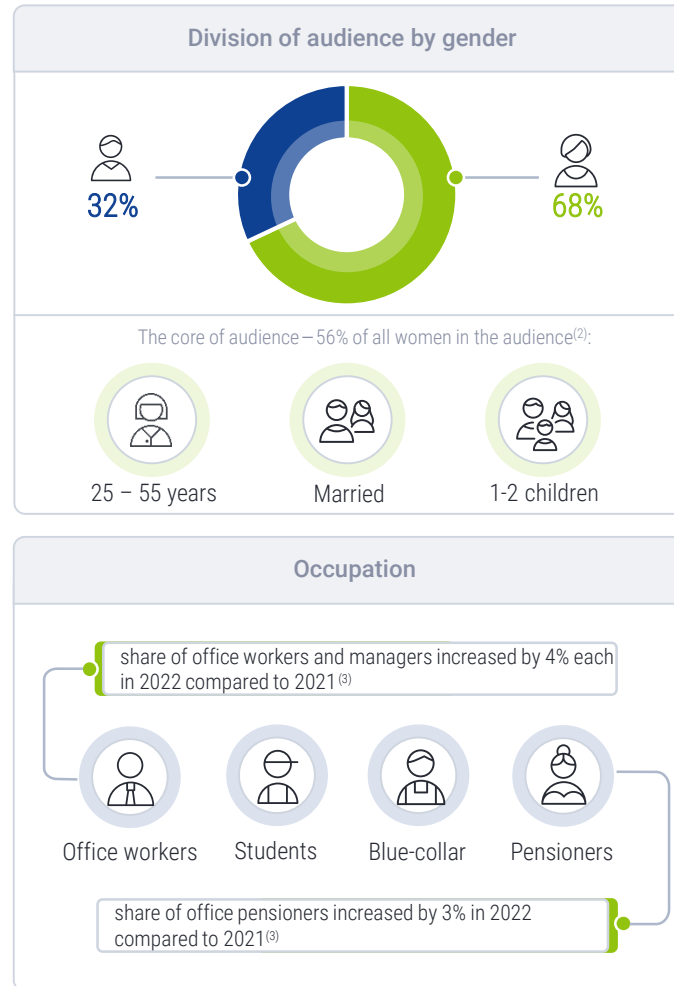 Division of audience by gender
32%
68%
The core of audience – 56% of all women in the audience(2):
25 – 55 years
Married
1-2 children
Occupation
share of office workers and managers increased by 4% each
in 2022 compared to 2021(3)
Office workers
Students
Blue-collar
Pensioners
share of office pensioners increased by 3% in 2022
compared to 2021(3)